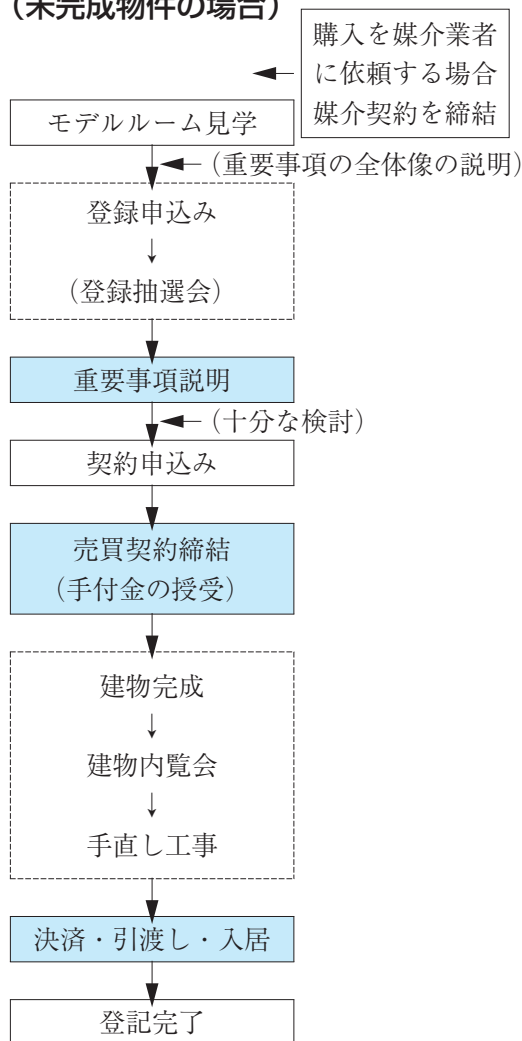 （未完成物件の場合）
購入を媒介業者
に依頼する場合
媒介契約を締結
モデルルーム見学
（重要事項の全体像の説明）
登録申込み
↓
（登録抽選会）
重要事項説明
（十分な検討）
契約申込み
売買契約締結
（手付金の授受）
建物完成
↓
建物内覧会
↓
手直し工事
決済・引渡し・入居
登記完了